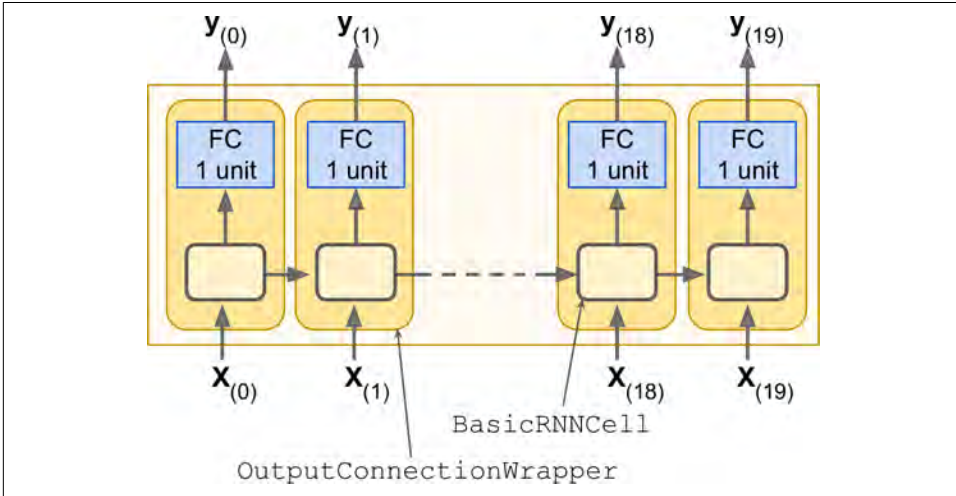 y(0) y(1) y(18) y(19)
FC FC FC FC
1 unit 1 unit 1 unit 1 unit
X(0) X(1) X(18) X(19)
BasicRNNCell
OutputConnectionWrapper